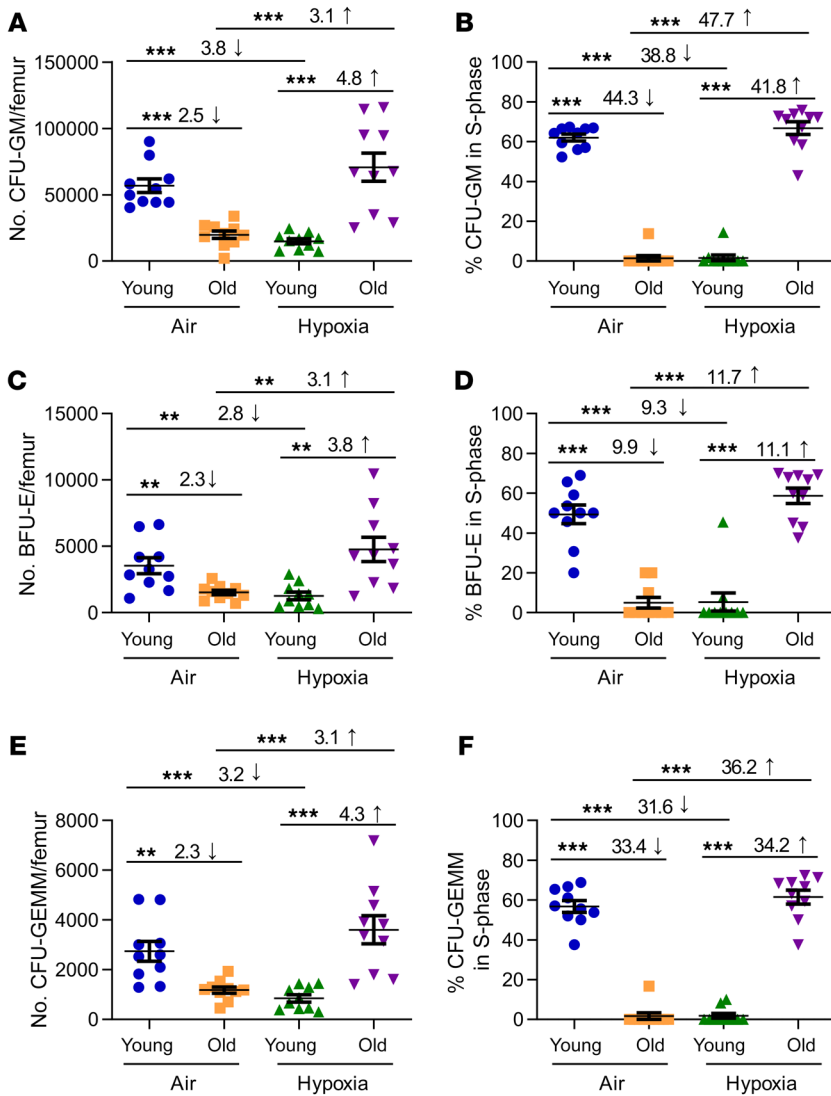 A
*** 3.1 ↑
*** 3.8 ↓
*** 4.8 ↑
*** 2.5 ↓
No. CFU-GM/femur
150000
100000
50000
0
Young Old Young Old
Air Hypoxia
B
*** 47.7 ↑
*** 38.8 ↓
*** 41.8 ↑
*** 44.3 ↓
% CFU-GM in S-phase
100
80
60
40
20
0
Young Old Young Old
Air Hypoxia
C
** 3.1 ↑
** 2.8 ↓
** 3.8 ↑
** 2.3↓
No. BFU-E/femur
15000
10000
5000
0
Young Old Young Old
Air Hypoxia
D
*** 11.7 ↑
*** 9.3 ↓
*** 9.9 ↓
*** 11.1 ↑
% BFU-E in S-phase
100
80
60
40
20
0
Young Old Young Old
Air Hypoxia
E
*** 3.1 ↑
*** 3.2 ↓
*** 4.3 ↑
** 2.3 ↓
No. CFU-GEMM/femur
8000
6000
4000
2000
0
Young Old Young Old
Air Hypoxia
F
*** 36.2 ↑
*** 31.6 ↓
*** 33.4 ↓
*** 34.2 ↑
% CFU-GEMM
in S-phase
100
80
60
40
20
0
Young Old Young Old
Air Hypoxia